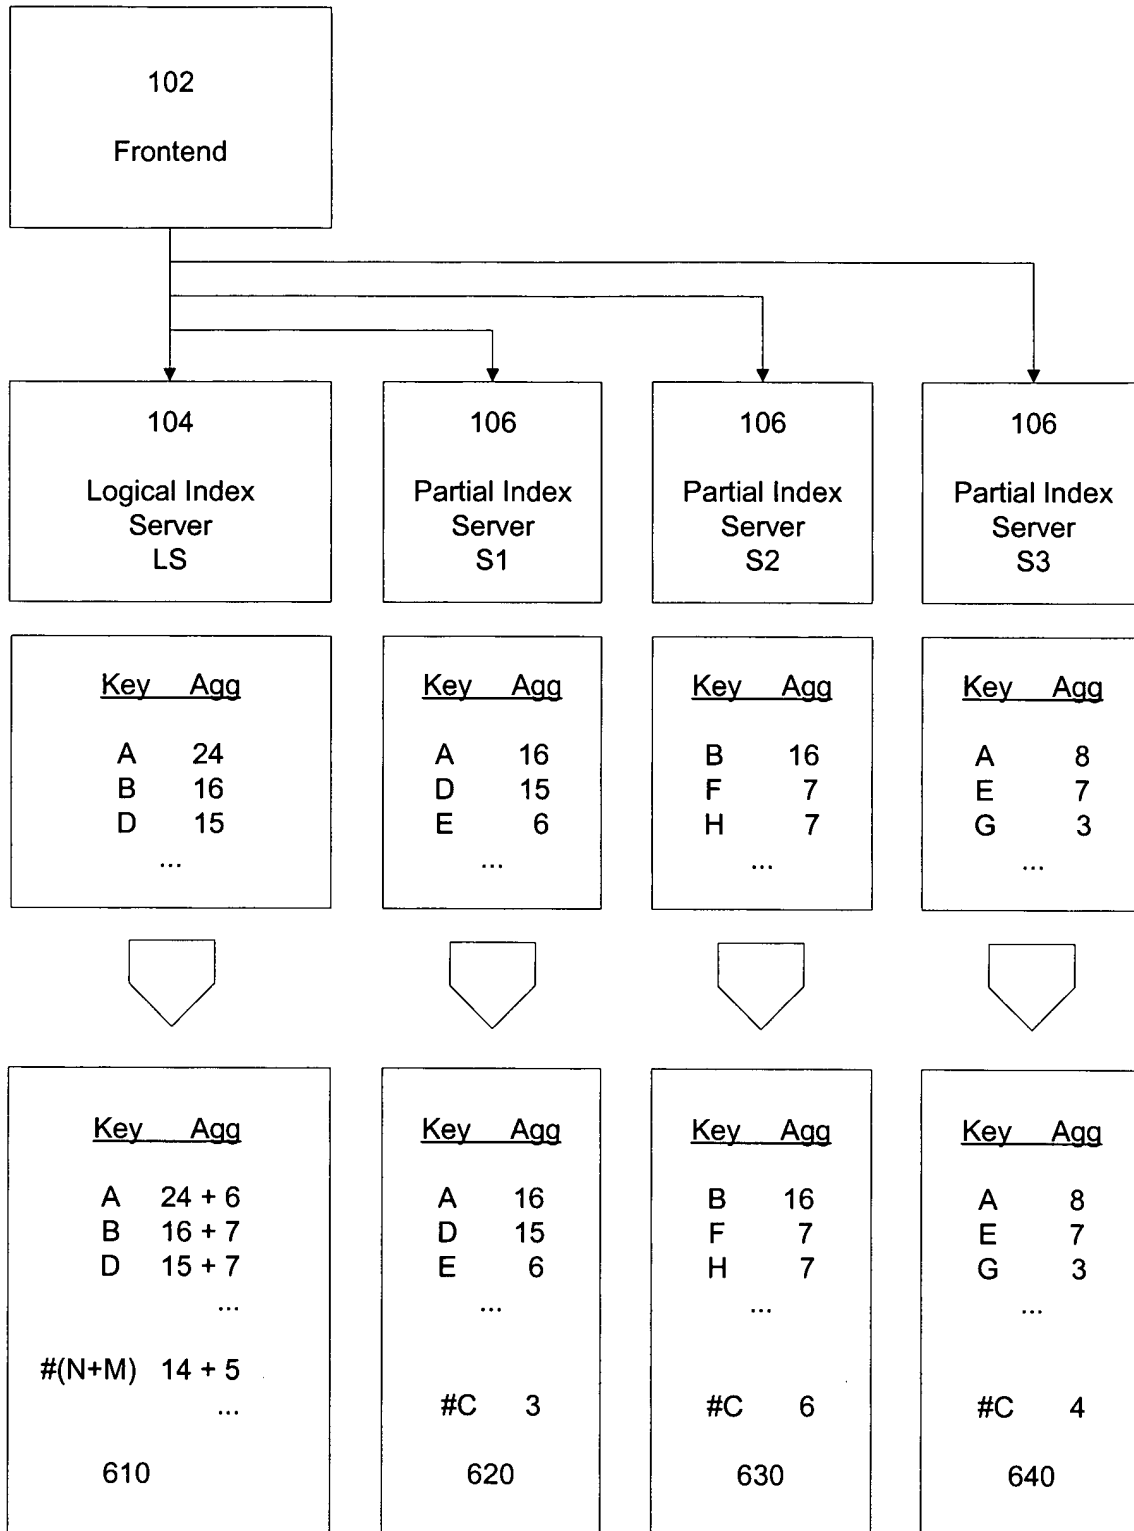 102
Frontend
104
Logical Index
Server
LS
106
Partial Index
Server
S1
106
Partial Index
Server
S2
106
Partial Index
Server
S3
Key Agg
A 24
B 16
D 15
...
Key Agg
A 16
D 15
E 6
...
Key Agg
B 16
F 7
H 7
...
Key Agg
A 8
E 7
G 3
...
Key Agg
A 24 + 6
B 16 + 7
D 15 + 7
...
#(N+M) 14 + 5
...
610
Key Agg
A 16
D 15
E 6
...
#C 3
620
Key Agg
B 16
F 7
H 7
...
#C 6
630
Key Agg
A 8
E 7
G 3
...
#C 4
640